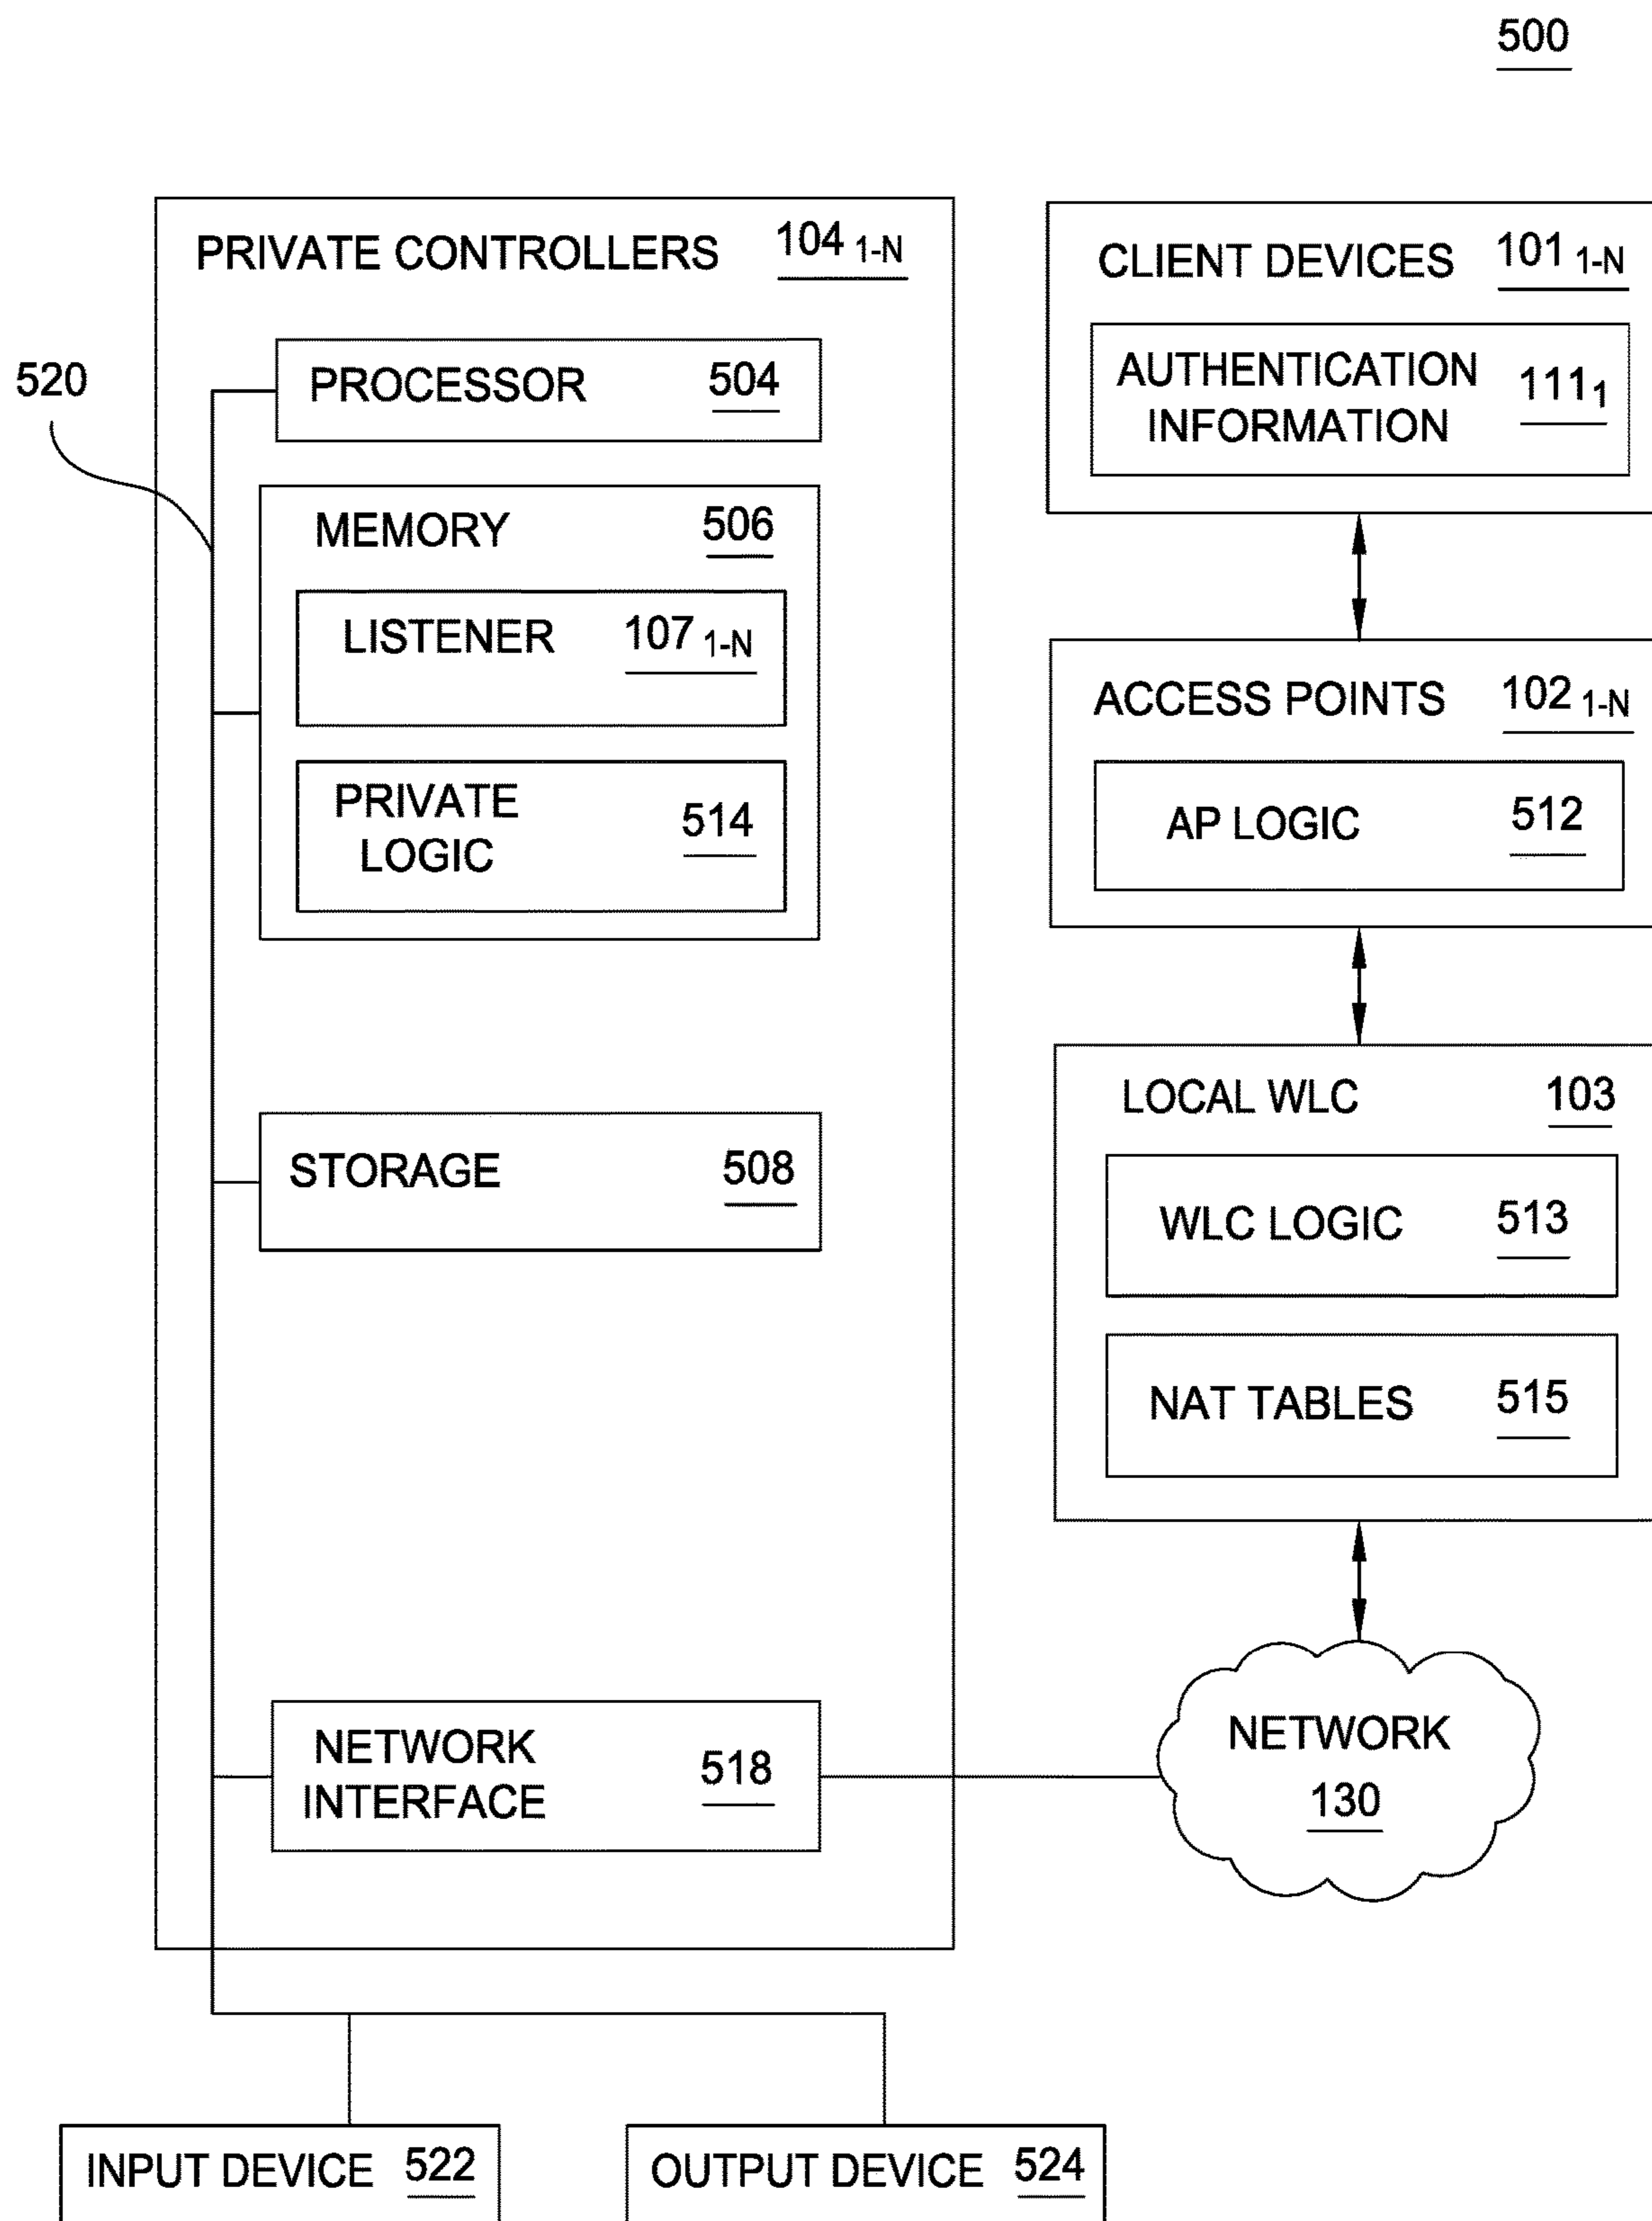 500
PRIVATE CONTROLLERS 104 1-N
520
PROCESSOR 504
MEMORY 506
LISTENER 107 1-N
PRIVATE
LOGIC 514
STORAGE 508
NETWORK
INTERFACE 518
INPUT DEVICE 522
OUTPUT DEVICE 524
CLIENT DEVICES 101 1-N
AUTHENTICATION
INFORMATION 111 1
ACCESS POINTS 102 1-N
AP LOGIC 512
LOCAL WLC 103
WLC LOGIC 513
NAT TABLES 515
NETWORK
130